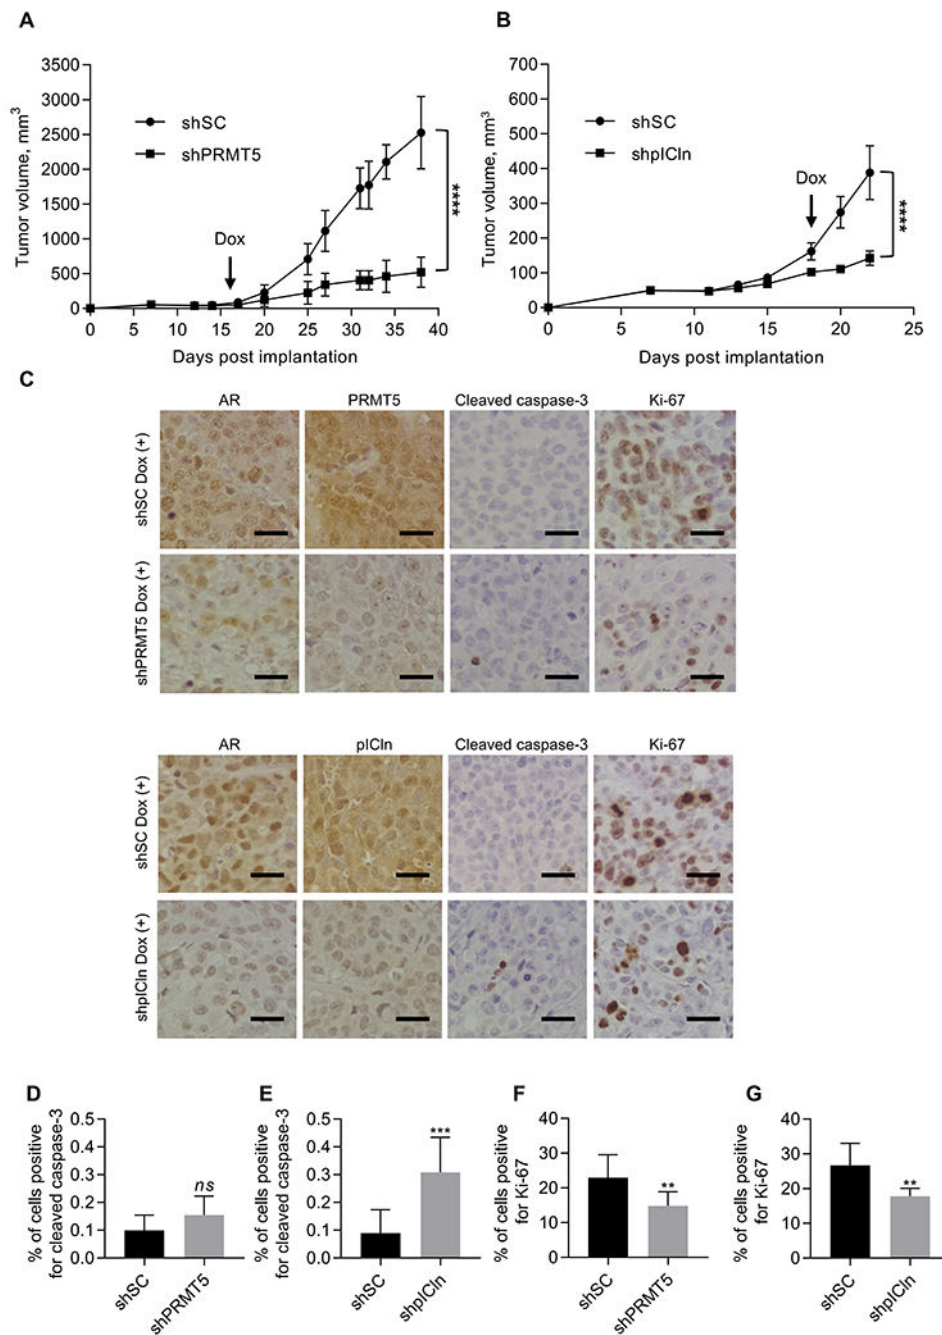 A
Tumor volume, mm³
3500
3000
2500
2000
1500
1000
500
0
shSC
shPRMT5
Dox
****
0 5 10 15 20 25 30 35 40
Days post implantation
B
Tumor volume, mm³
700
600
500
400
300
200
100
0
shSC
shpICln
Dox
****
0 5 10 15 20 25
Days post implantation
C
AR PRMT5 Cleaved caspase-3 Ki-67
shSC Dox (+)
shPRMT5 Dox (+)
AR pICln Cleaved caspase-3 Ki-67
shSC Dox (+)
shpICln Dox (+)
D
% of cells positive
for cleaved caspase-3
0.5
0.4
0.3
0.2
0.1
0.0
ns
shSC
shPRMT5
E
% of cells positive
for cleaved caspase-3
0.5
0.4
0.3
0.2
0.1
0.0
***
shSC
shpICln
F
% of cells positive
for Ki-67
40
30
20
10
0
**
shSC
shPRMT5
G
% of cells positive
for Ki-67
40
30
20
10
0
**
shSC
shpICln